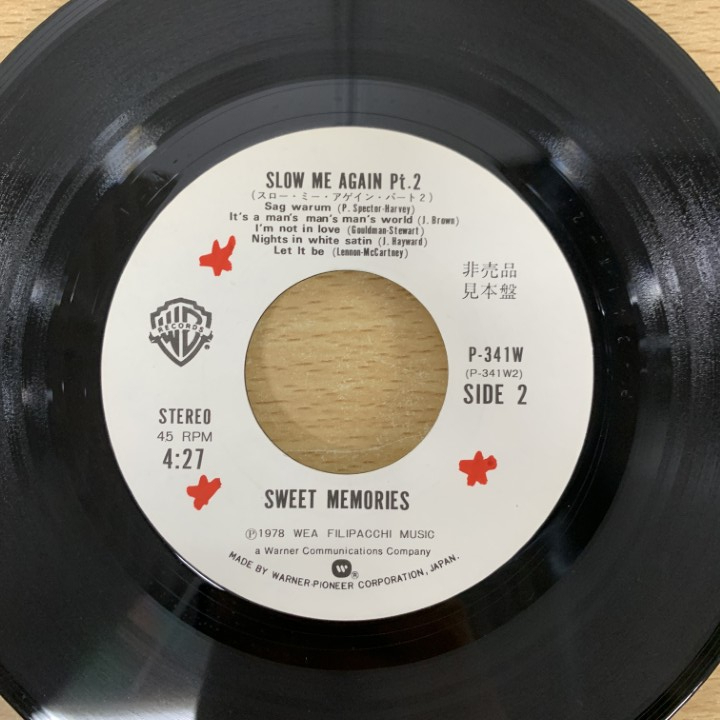 SLOW ME AGAIN Pt.2
(スロー・ミー・アゲイン・パート2)
Sag warum (P. Spector-Harvey)
It's a man's man's man's world (J. Brown)
I'm not in love (Gouldman-Stewart)
Nights in white satin (J. Hayward)
Let It be (Lennon-McCartney)
非売品
見本盤
WB
RECORDS
®
P-341W
(P-341W2)
SIDE 2
STEREO
45 RPM
4:27
SWEET MEMORIES
Ⓟ1978 WEA FILIPACCHI MUSIC
a Warner Communications Company
W®
MADE BY WARNER-PIONEER CORPORATION, JAPAN.